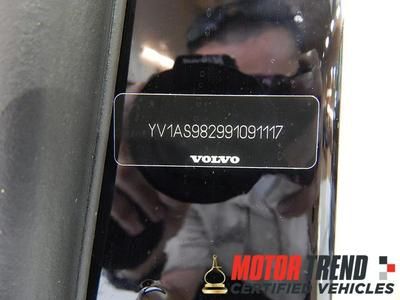 YV1AS982991091117
VOLVO
MOTOR TREND
CERTIFIED VEHICLES